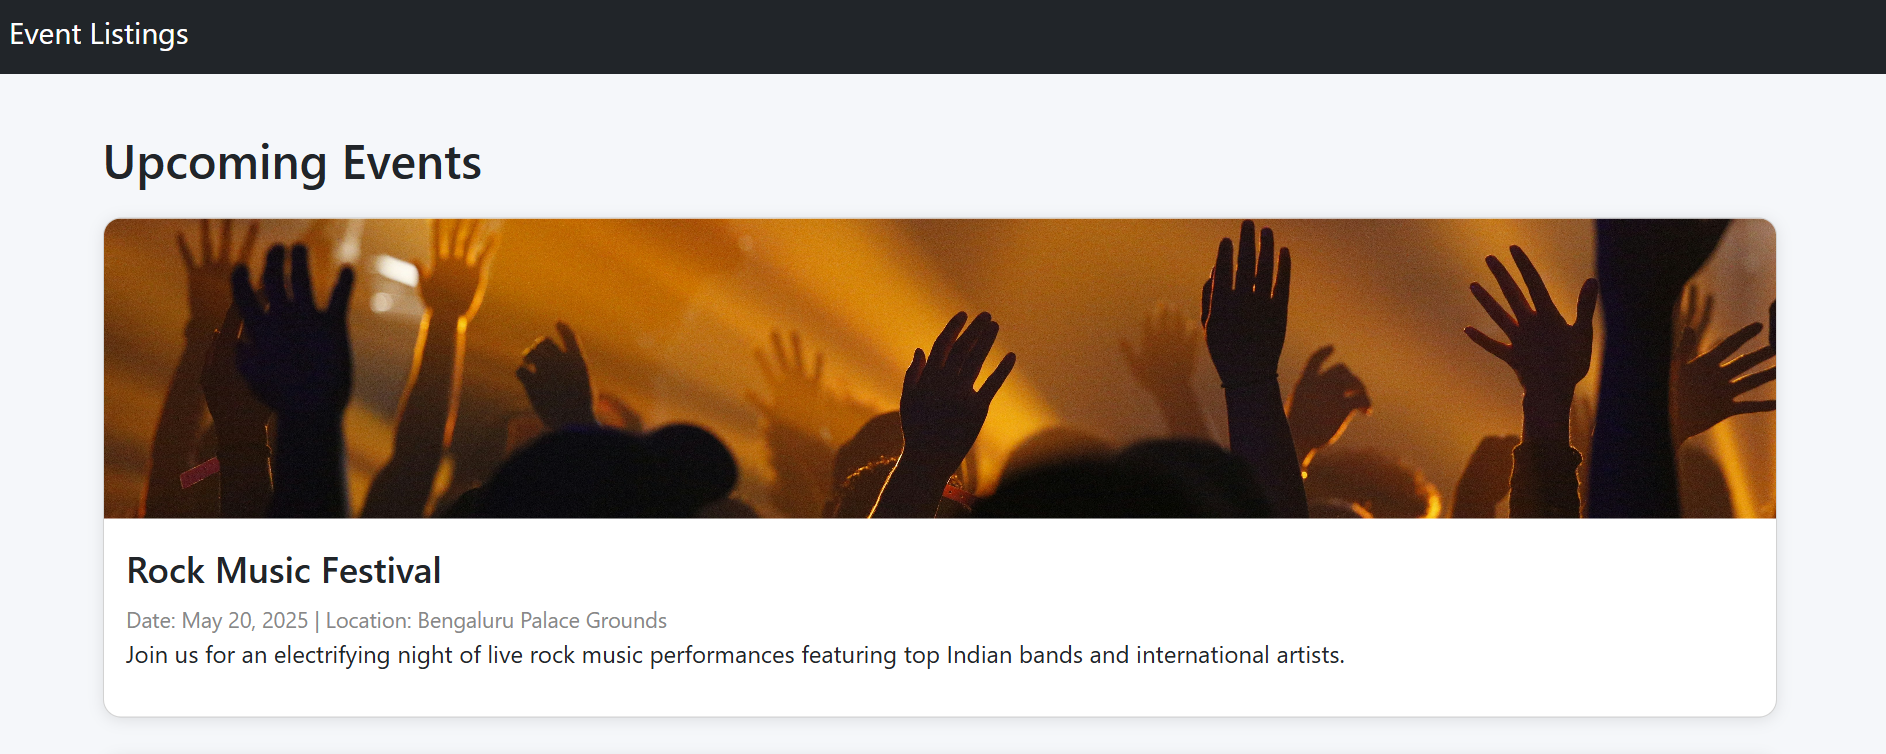 Event Listings
Upcoming Events
Rock Music Festival
Date: May 20, 2025 | Location: Bengaluru Palace Grounds
Join us for an electrifying night of live rock music performances featuring top Indian bands and international artists.